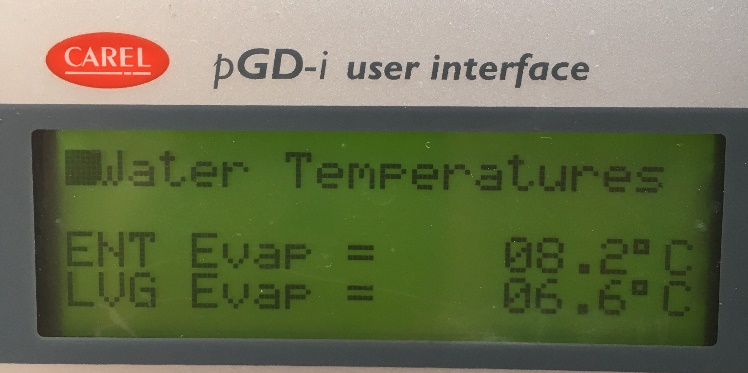 CAREL
pGD-i user interface
Water Temperatures
ENT Evap = 08.2°C
LVG Evap = 06.6°C